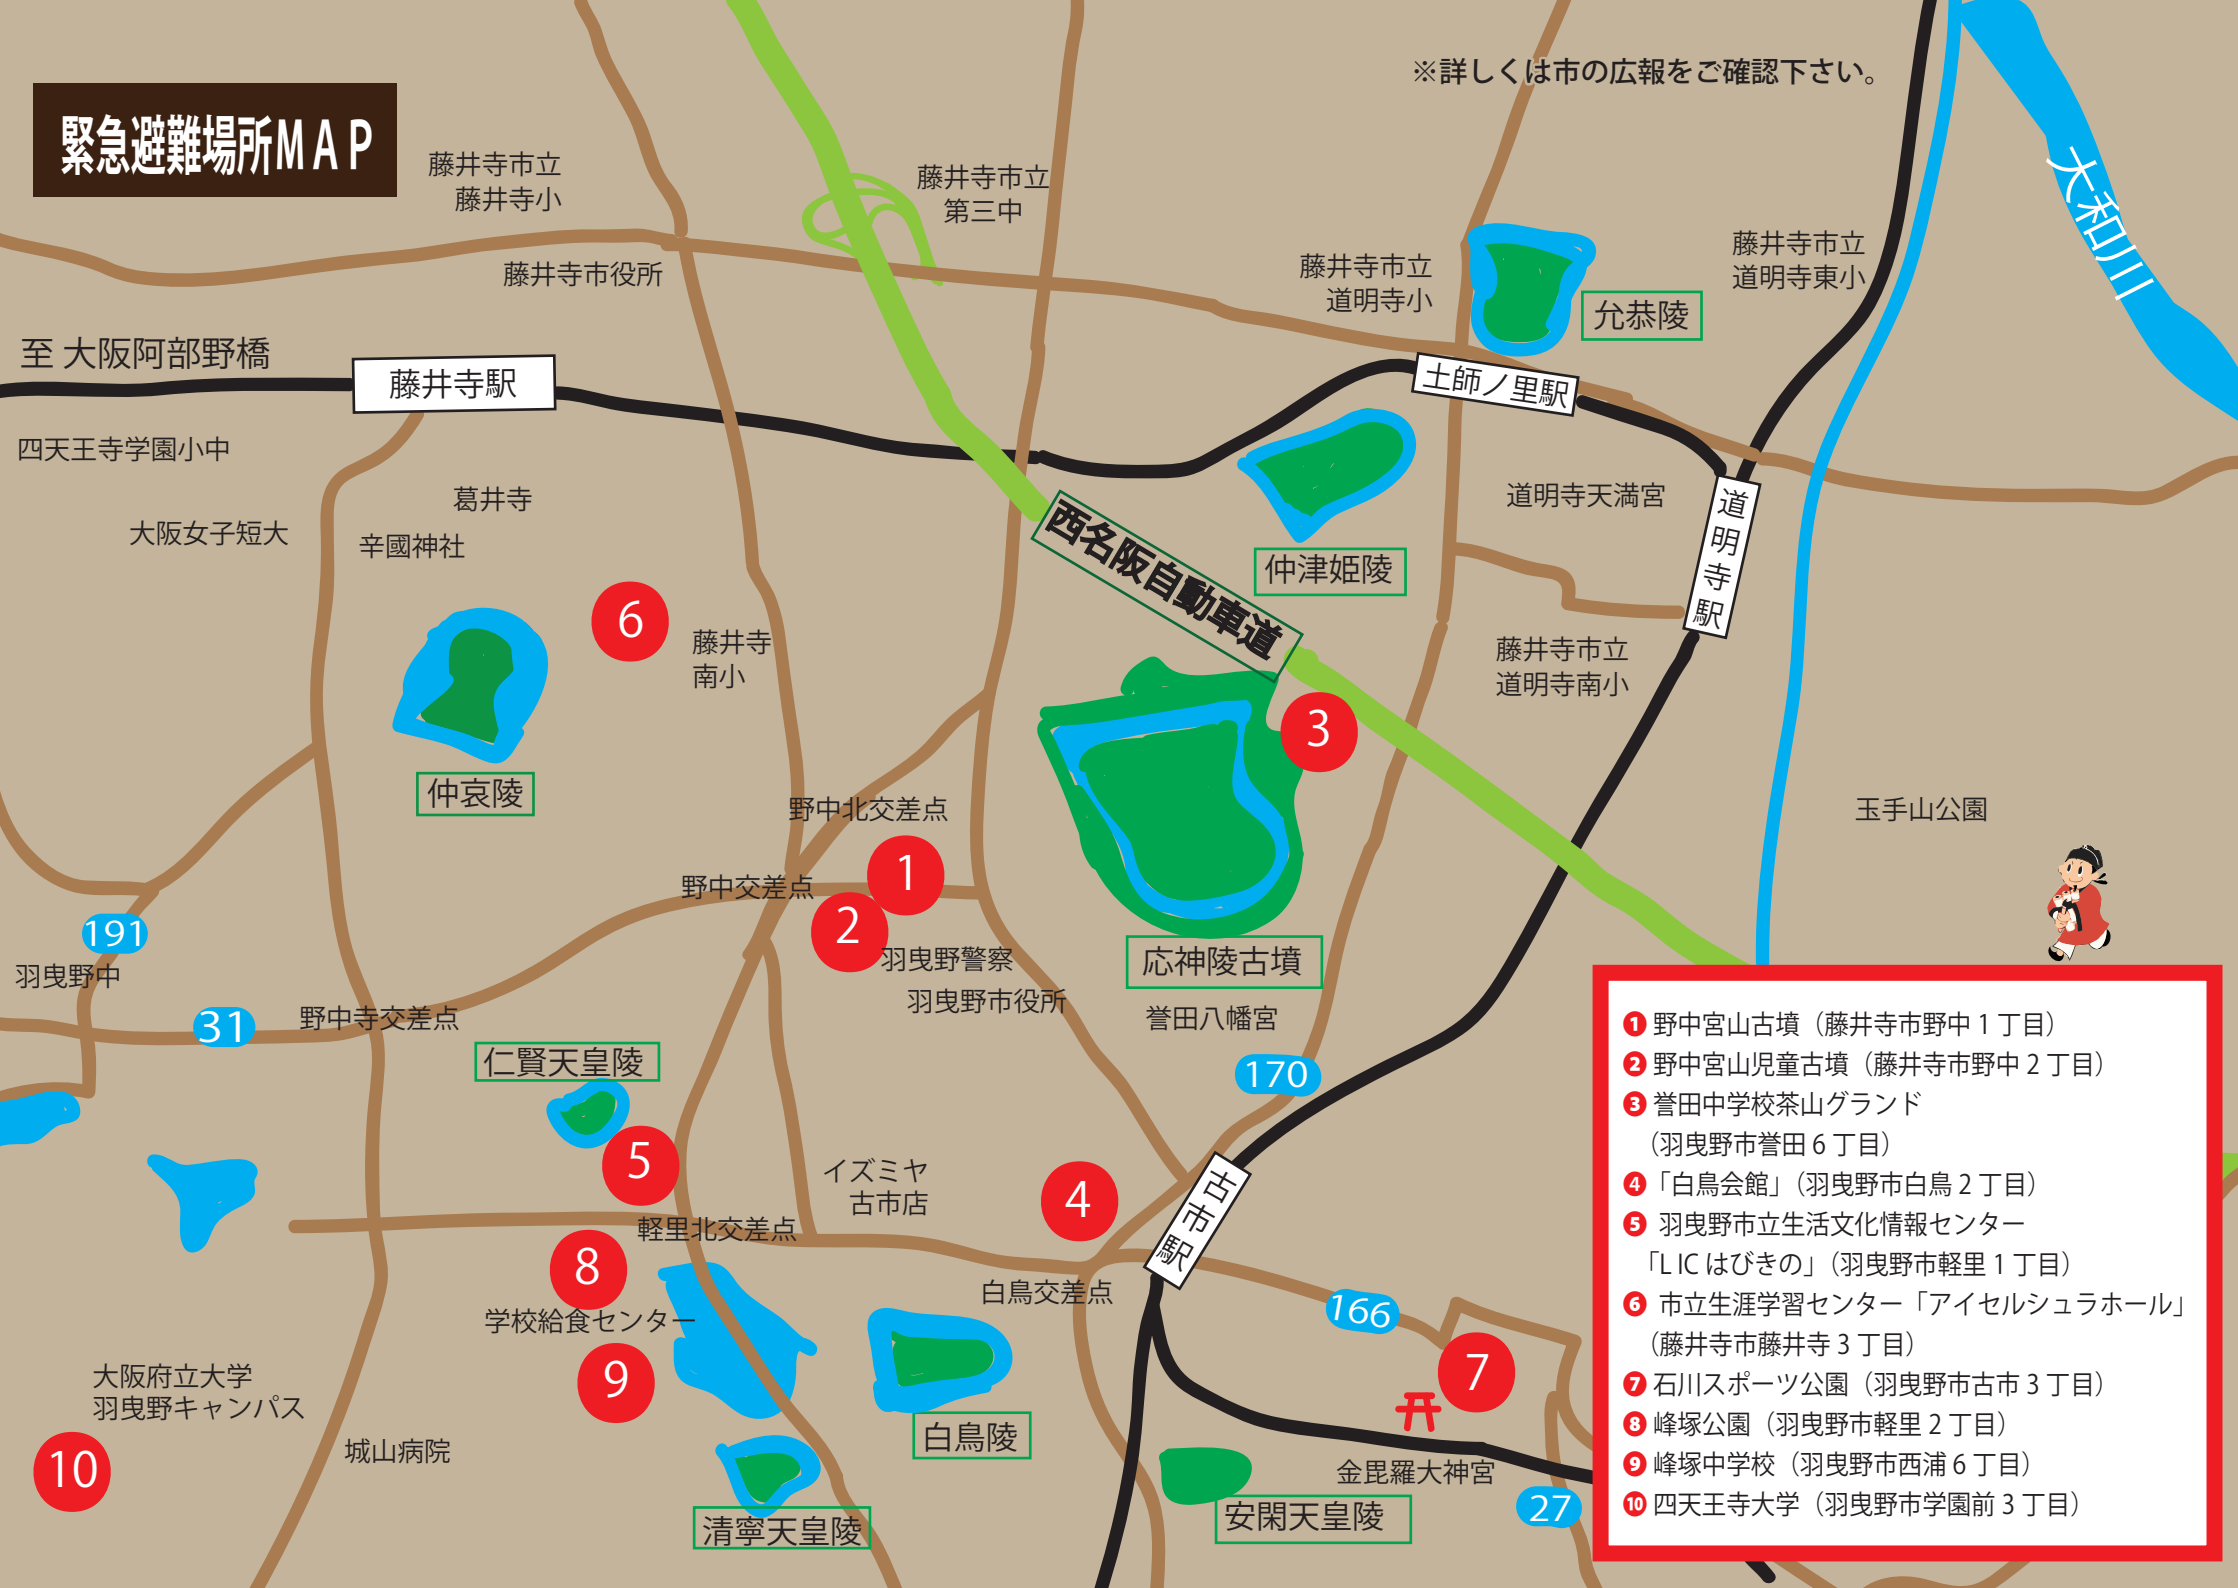 ※詳しくは市の広報をご確認下さい。
緊急避難場所MAP
藤井寺市立
藤井寺小
藤井寺市立
第三中
大和川
藤井寺市役所
藤井寺市立
道明寺小
藤井寺市立
道明寺東小
允恭陵
至 大阪阿部野橋
藤井寺駅
土師ノ里駅
四天王寺学園小中
葛井寺
大阪女子短大
辛國神社
西名阪自動車道
仲津姫陵
道明寺天満宮
道明寺駅
6
藤井寺
南小
藤井寺市立
道明寺南小
3
仲哀陵
野中北交差点
玉手山公園
1
野中交差点
2
191
羽曳野警察
応神陵古墳
羽曳野中
羽曳野市役所
31
野中寺交差点
誉田八幡宮
仁賢天皇陵
170
5
イズミヤ
古市店
4
古市駅
軽里北交差点
8
白鳥交差点
166
学校給食センター
9
7
大阪府立大学
羽曳野キャンパス
白鳥陵
城山病院
10
金毘羅大神宮
清寧天皇陵
安閑天皇陵
27
❶ 野中宮山古墳（藤井寺市野中 1 丁目）
❷ 野中宮山児童古墳（藤井寺市野中 2 丁目）
❸ 誉田中学校茶山グランド
（羽曳野市誉田 6 丁目）
❹「白鳥会館」（羽曳野市白鳥 2 丁目）
❺ 羽曳野市立生活文化情報センター
「L IC はびきの」（羽曳野市軽里 1 丁目）
❻ 市立生涯学習センター「アイセルシュラホール」
（藤井寺市藤井寺 3 丁目）
❼ 石川スポーツ公園（羽曳野市古市 3 丁目）
❽ 峰塚公園（羽曳野市軽里 2 丁目）
❾ 峰塚中学校（羽曳野市西浦 6 丁目）
❿ 四天王寺大学（羽曳野市学園前 3 丁目）